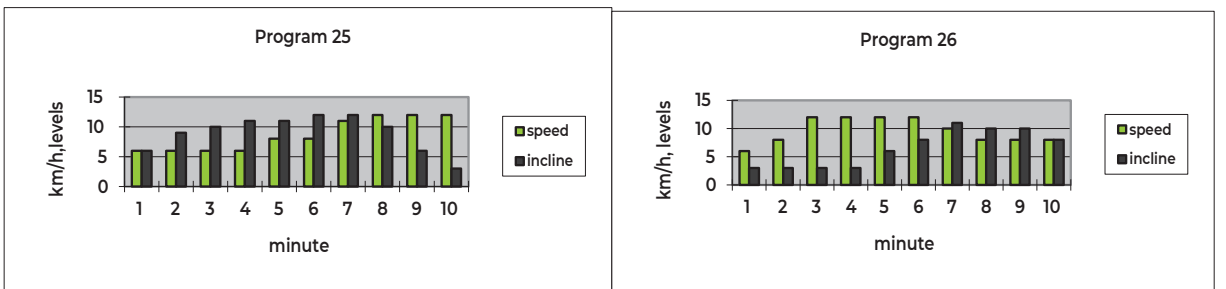 Program 25
15
10
5
0
km/h,levels
1 2 3 4 5 6 7 8 9 10
minute
speed
incline
Program 26
15
10
5
0
km/h, levels
1 2 3 4 5 6 7 8 9 10
minute
speed
incline